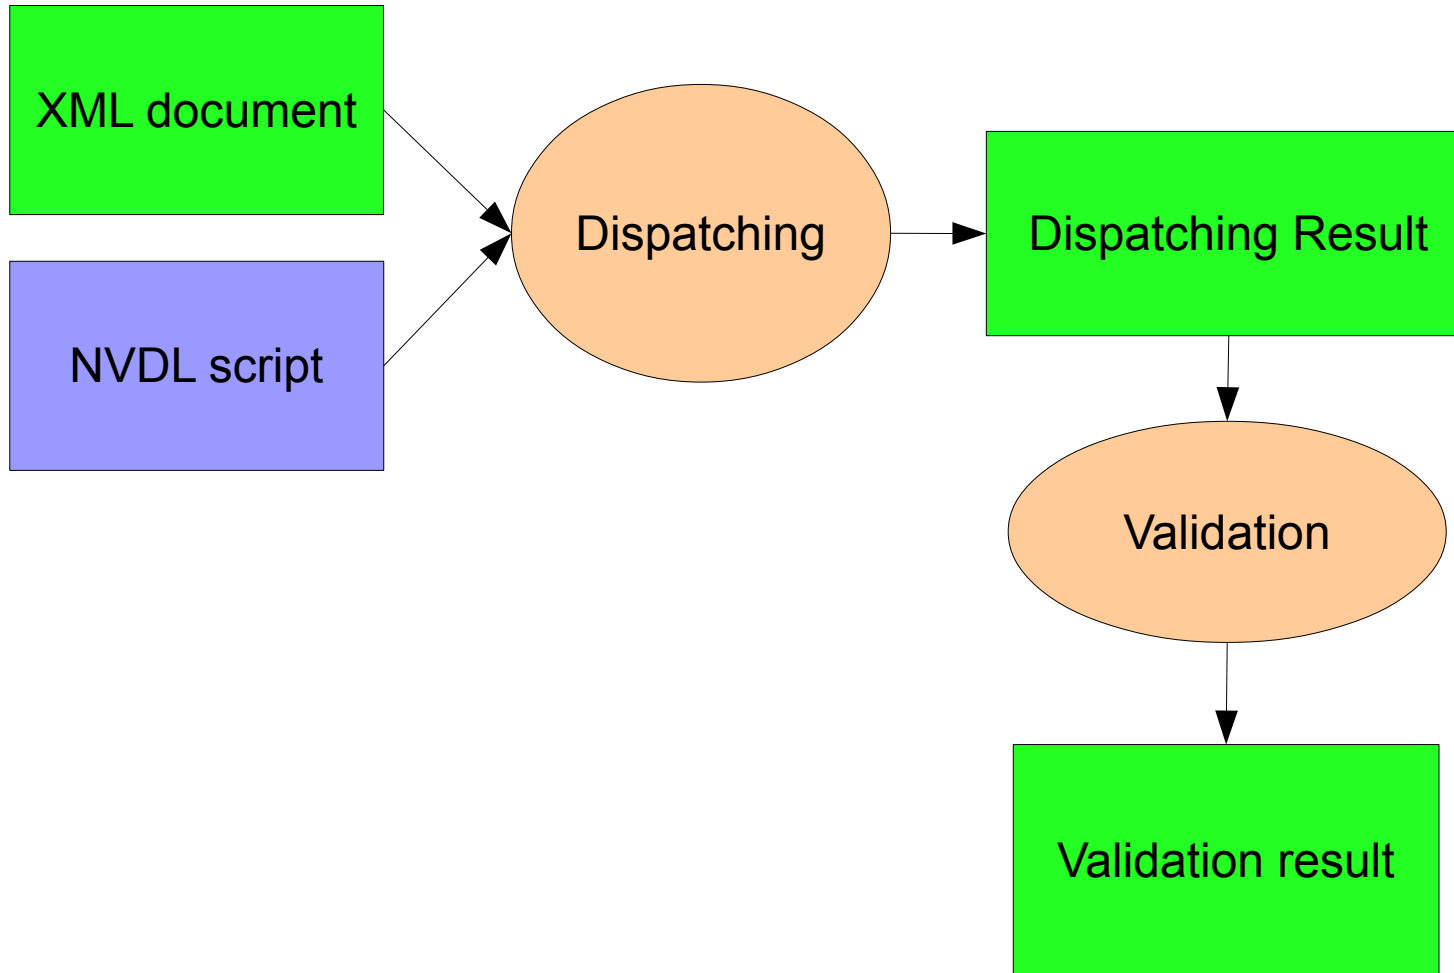 XML document
NVDL script
Dispatching
Dispatching Result
Validation
Validation result